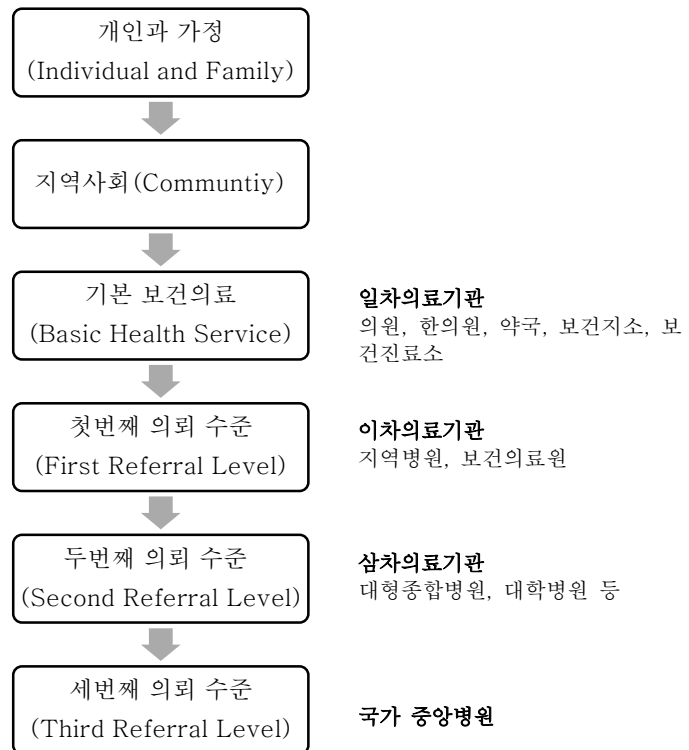 개인과 가정
(Individual and Family)
지역사회(Communtiy)
기본 보건의료
(Basic Health Service)
일차의료기관
의원, 한의원, 약국, 보건지소, 보
건진료소
첫번째 의뢰 수준
(First Referral Level)
이차의료기관
지역병원, 보건의료원
두번째 의뢰 수준
(Second Referral Level)
삼차의료기관
대형종합병원, 대학병원 등
세번째 의뢰 수준
(Third Referral Level)
국가 중앙병원